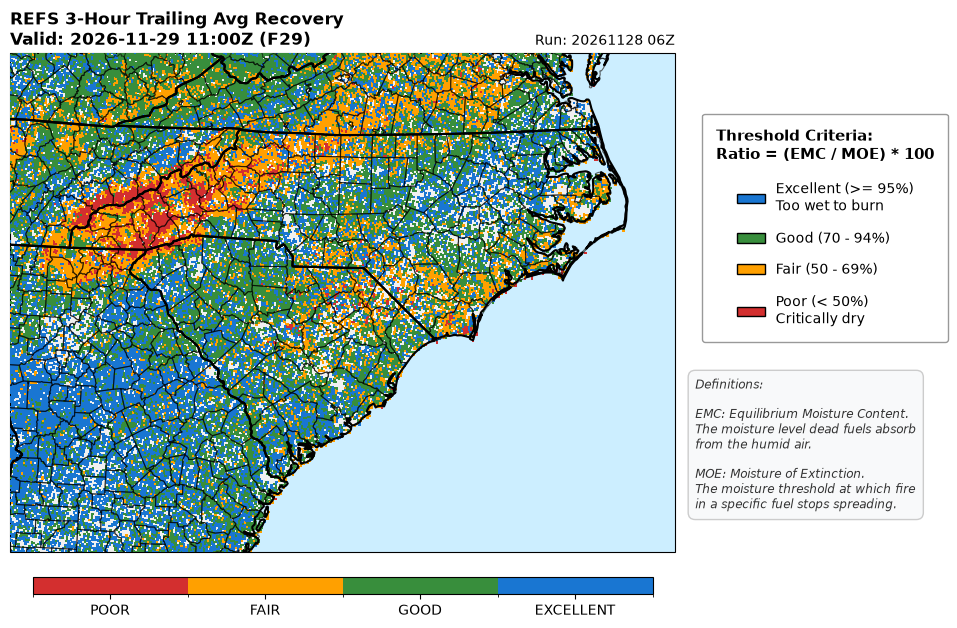 REFS 3-Hour Trailing Avg Recovery
Valid: 2026-11-29 11:00Z (F29)
Run: 20261128 06Z
Threshold Criteria:
Ratio = (EMC / MOE) * 100
Excellent (>= 95%)
Too wet to burn
Good (70 - 94%)
Fair (50 - 69%)
Poor (< 50%)
Critically dry
Definitions:
EMC: Equilibrium Moisture Content.
The moisture level dead fuels absorb
from the humid air.
MOE: Moisture of Extinction.
The moisture threshold at which fire
in a specific fuel stops spreading.
POOR
FAIR
GOOD
EXCELLENT